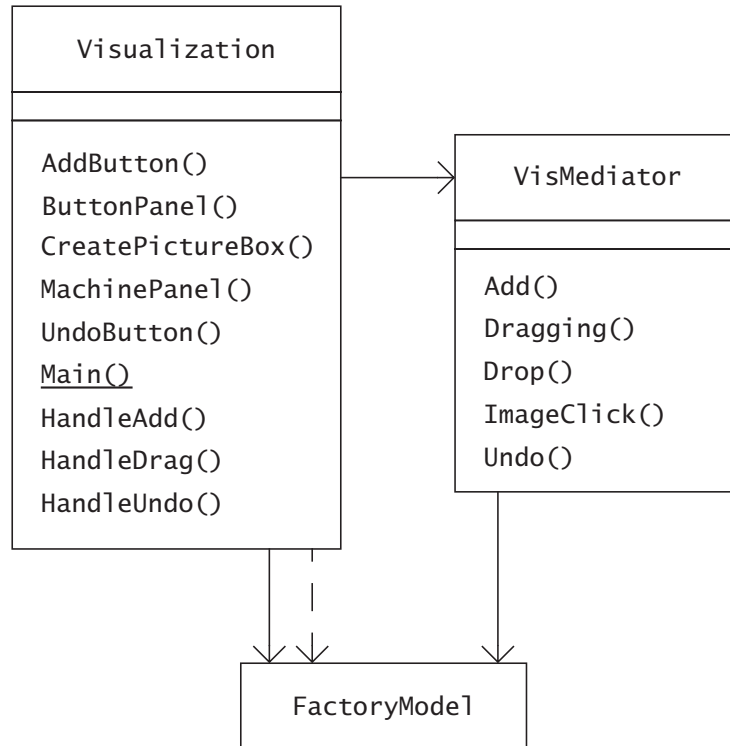 Visualization
AddButton()
ButtonPanel()
CreatePictureBox()
MachinePanel()
UndoButton()
Main()
HandleAdd()
HandleDrag()
HandleUndo()
VisMediator
Add()
Dragging()
Drop()
ImageClick()
Undo()
FactoryModel